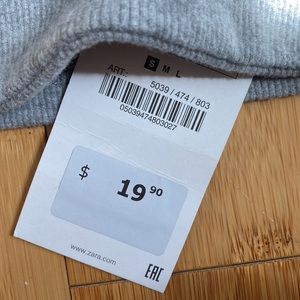 S M L
ART.:
5039 / 474 / 803
05039474803027
$ 19 90
www.zara.com
EAC